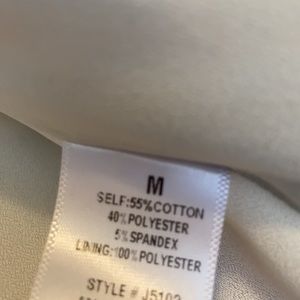 M
SELF:55%COTTON
40%POLYESTER
5%SPANDEX
LINING:100%POLYESTER
STYLE # J5102